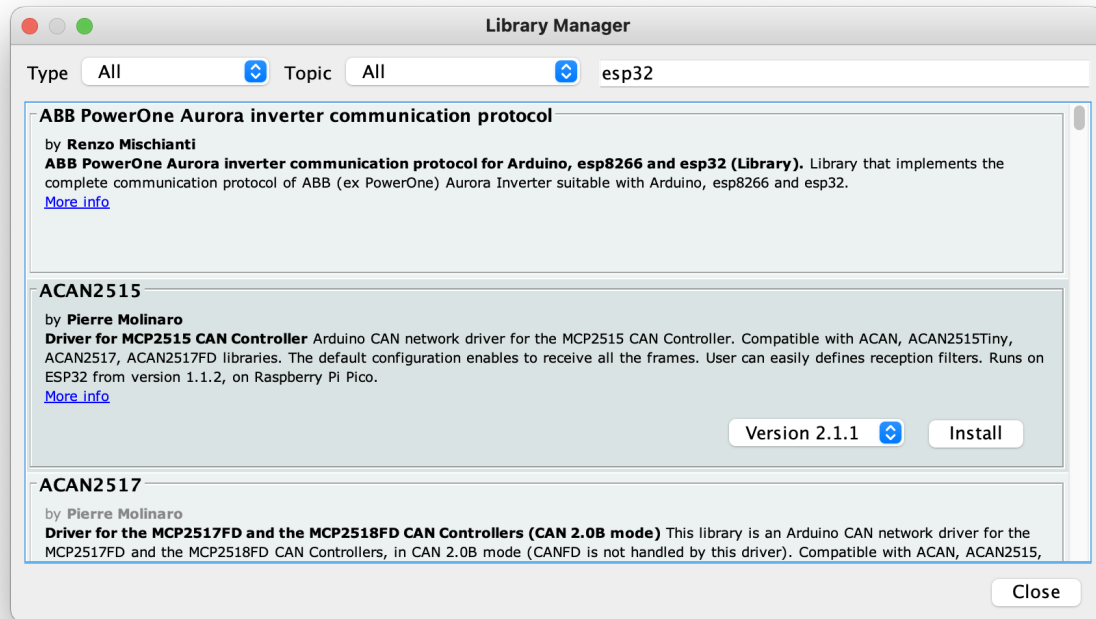 Library Manager
Type All Topic All esp32
ABB PowerOne Aurora inverter communication protocol
by Renzo Mischianti
ABB PowerOne Aurora inverter communication protocol for Arduino, esp8266 and esp32 (Library). Library that implements the
complete communication protocol of ABB (ex PowerOne) Aurora Inverter suitable with Arduino, esp8266 and esp32.
More info
ACAN2515
by Pierre Molinaro
Driver for MCP2515 CAN Controller Arduino CAN network driver for the MCP2515 CAN Controller. Compatible with ACAN, ACAN2515Tiny,
ACAN2517, ACAN2517FD libraries. The default configuration enables to receive all the frames. User can easily defines reception filters. Runs on
ESP32 from version 1.1.2, on Raspberry Pi Pico.
More info
Version 2.1.1 Install
ACAN2517
by Pierre Molinaro
Driver for the MCP2517FD and the MCP2518FD CAN Controllers (CAN 2.0B mode) This library is an Arduino CAN network driver for the
MCP2517FD and the MCP2518FD CAN Controllers, in CAN 2.0B mode (CANFD is not handled by this driver). Compatible with ACAN, ACAN2515,
Close